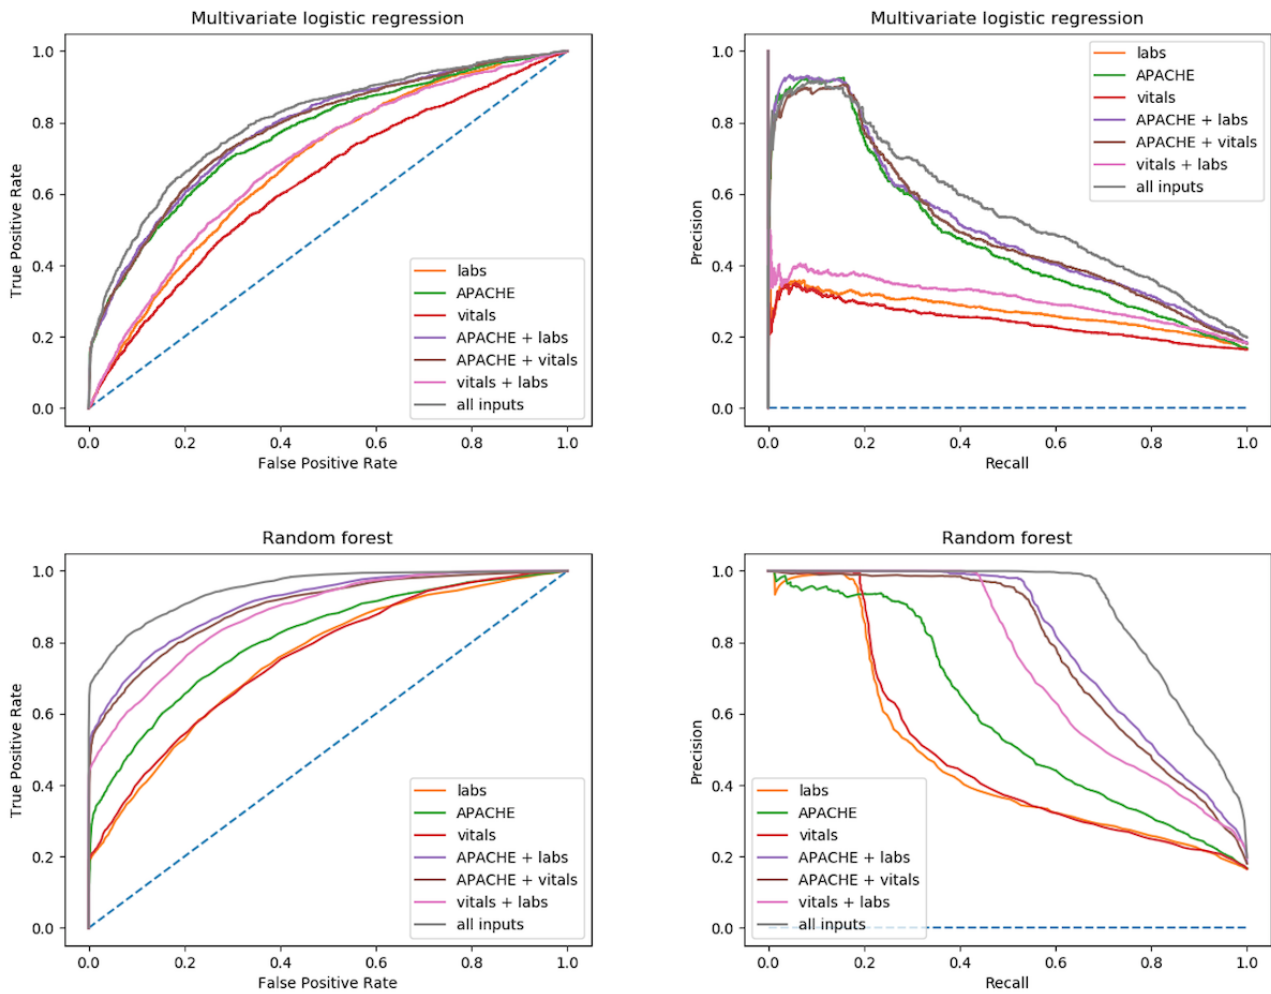 Multivariate logistic regression
1.0
0.8
0.6
0.4
0.2
0.0
True Positive Rate
0.0 0.2 0.4 0.6 0.8 1.0
False Positive Rate
labs
APACHE
vitals
APACHE + labs
APACHE + vitals
vitals + labs
all inputs
Multivariate logistic regression
1.0
0.8
0.6
0.4
0.2
0.0
Precision
0.0 0.2 0.4 0.6 0.8 1.0
Recall
labs
APACHE
vitals
APACHE + labs
APACHE + vitals
vitals + labs
all inputs
Random forest
1.0
0.8
0.6
0.4
0.2
0.0
True Positive Rate
0.0 0.2 0.4 0.6 0.8 1.0
False Positive Rate
labs
APACHE
vitals
APACHE + labs
APACHE + vitals
vitals + labs
all inputs
Random forest
1.0
0.8
0.6
0.4
0.2
0.0
Precision
0.0 0.2 0.4 0.6 0.8 1.0
Recall
labs
APACHE
vitals
APACHE + labs
APACHE + vitals
vitals + labs
all inputs